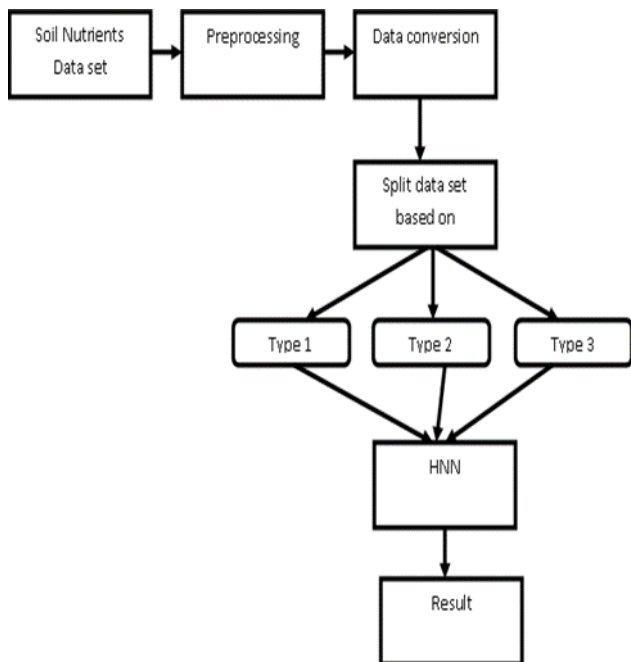 Soil Nutrients
Data set
Preprocessing
Data conversion
Split data set
based on
Type 1
Type 2
Type 3
HNN
Result